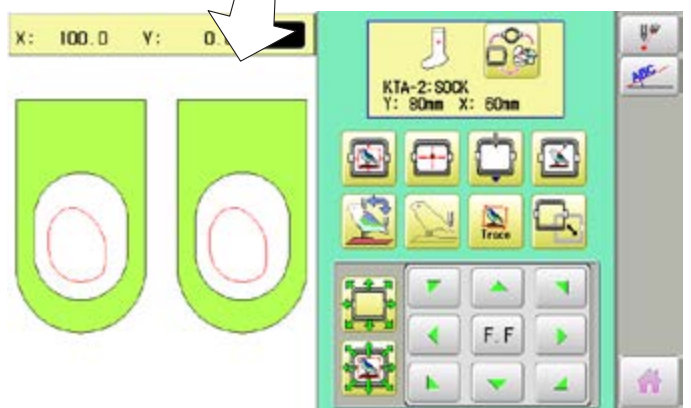 X: 100.0 Y: 0.
KTA-2:SOCK
Y: 80mm X: 60mm
ABC
Trace
F.F